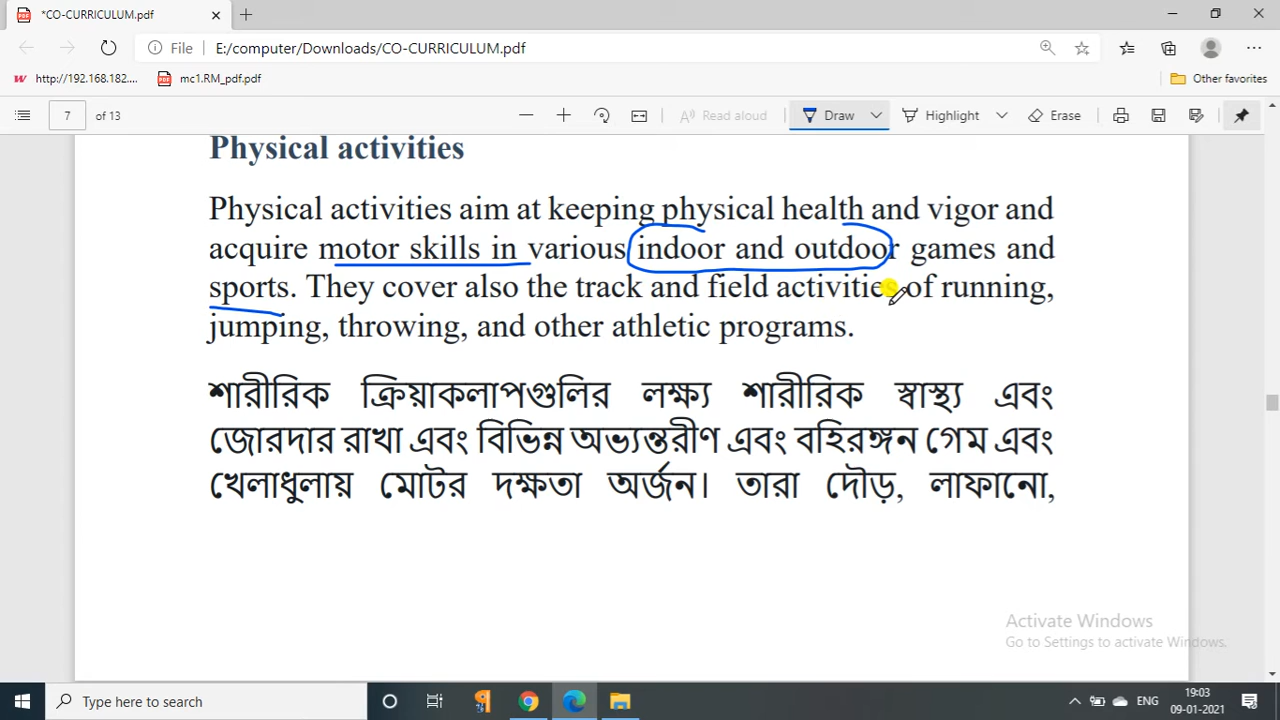 *CO-CURRICULUM.pdf
File E:/computer/Downloads/CO-CURRICULUM.pdf
http://192.168.182.... mc1.RM_pdf.pdf Other favorites
7 of 13 Read aloud Draw Highlight Erase
Physical activities
Physical activities aim at keeping physical health and vigor and
acquire motor skills in various indoor and outdoor games and
sports. They cover also the track and field activities of running,
jumping, throwing, and other athletic programs.
শারীরিক ক্রিয়াকলাপগুলির লক্ষ্য শারীরিক স্বাস্থ্য এবং
জোরদার রাখা এবং বিভিন্ন অভ্যন্তরীণ এবং বহিরঙ্গন গেম এবং
খেলাধুলায় মোটর দক্ষতা অর্জন। তারা দৌড়, লাফানো,
Activate Windows
Go to Settings to activate Windows.
Type here to search ENG 19:03
09-01-2021